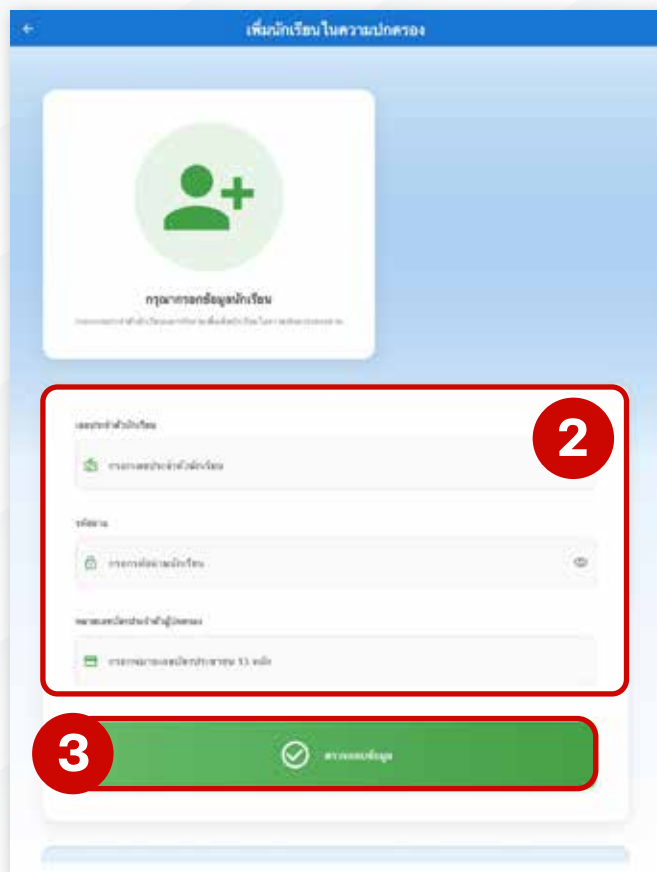 เพิ่มนักเรียนในความปกครอง
กรุณากรอกข้อมูลนักเรียน
2
เลขประจำตัวนักเรียน
กรอกเลขประจำตัวนักเรียน
รหัสผ่าน
กรอกรหัสผ่านนักเรียน
หมายเลขบัตรประจำตัวผู้ปกครอง
กรอกหมายเลขบัตรประชาชน 13 หลัก
3
ตรวจสอบข้อมูล